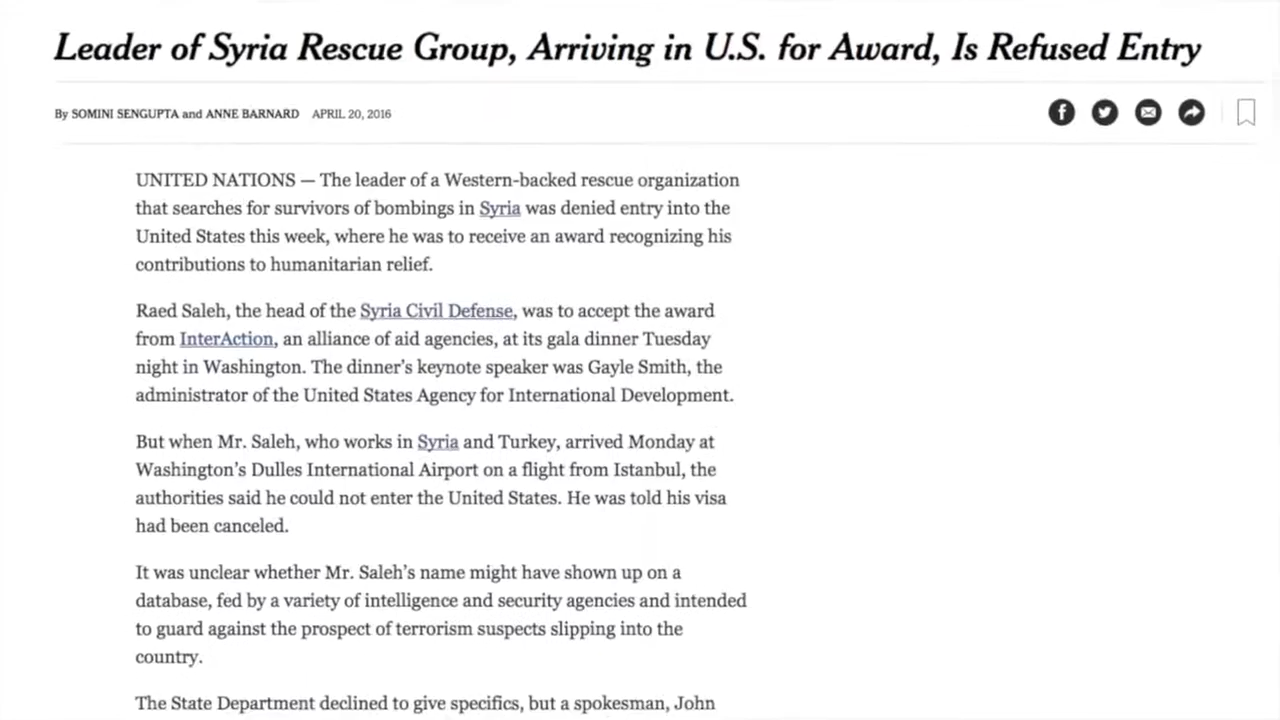 Leader of Syria Rescue Group, Arriving in U.S. for Award, Is Refused Entry
By SOMINI SENGUPTA and ANNE BARNARD APRIL 20, 2016
UNITED NATIONS — The leader of a Western-backed rescue organization
that searches for survivors of bombings in Syria was denied entry into the
United States this week, where he was to receive an award recognizing his
contributions to humanitarian relief.
Raed Saleh, the head of the Syria Civil Defense, was to accept the award
from InterAction, an alliance of aid agencies, at its gala dinner Tuesday
night in Washington. The dinner’s keynote speaker was Gayle Smith, the
administrator of the United States Agency for International Development.
But when Mr. Saleh, who works in Syria and Turkey, arrived Monday at
Washington’s Dulles International Airport on a flight from Istanbul, the
authorities said he could not enter the United States. He was told his visa
had been canceled.
It was unclear whether Mr. Saleh’s name might have shown up on a
database, fed by a variety of intelligence and security agencies and intended
to guard against the prospect of terrorism suspects slipping into the
country.
The State Department declined to give specifics, but a spokesman, John